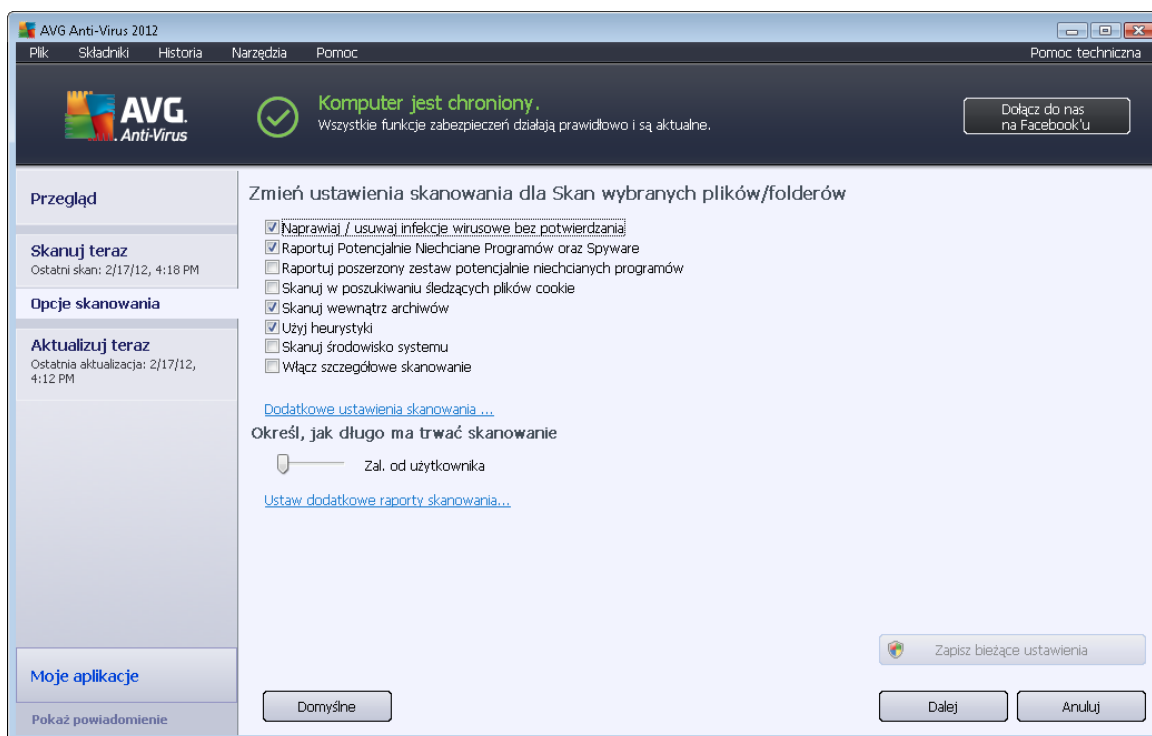 AVG Anti-Virus 2012
Plik Składniki Historia Narzędzia Pomoc Pomoc techniczna
AVG.
Anti-Virus
Komputer jest chroniony.
Wszystkie funkcje zabezpieczeń działają prawidłowo i są aktualne.
Dołącz do nas
na Facebook'u
Przegląd
Skanuj teraz
Ostatni skan: 2/17/12, 4:18 PM
Opcje skanowania
Aktualizuj teraz
Ostatnia aktualizacja: 2/17/12,
4:12 PM
Moje aplikacje
Pokaż powiadomienie
Zmień ustawienia skanowania dla Skan wybranych plików/folderów
Naprawiaj / usuwaj infekcje wirusowe bez potwierdzania
Raportuj Potencjalnie Niechciane Programów oraz Spyware
Raportuj poszerzony zestaw potencjalnie niechcianych programów
Skanuj w poszukiwaniu śledzących plików cookie
Skanuj wewnątrz archiwów
Użyj heurystyki
Skanuj środowisko systemu
Włącz szczegółowe skanowanie
Dodatkowe ustawienia skanowania ...
Określ, jak długo ma trwać skanowanie
Zal. od użytkownika
Ustaw dodatkowe raporty skanowania...
Zapisz bieżące ustawienia
Domyślne
Dalej
Anuluj